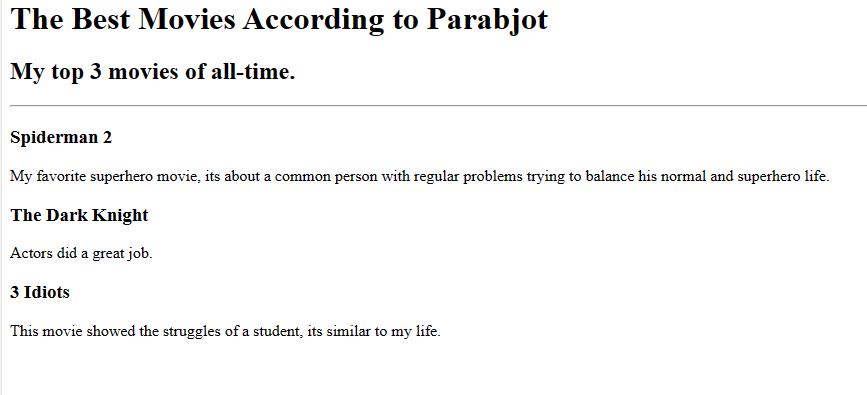 The Best Movies According to Parabjot
My top 3 movies of all-time.
Spiderman 2
My favorite superhero movie, its about a common person with regular problems trying to balance his normal and superhero life.
The Dark Knight
Actors did a great job.
3 Idiots
This movie showed the struggles of a student, its similar to my life.